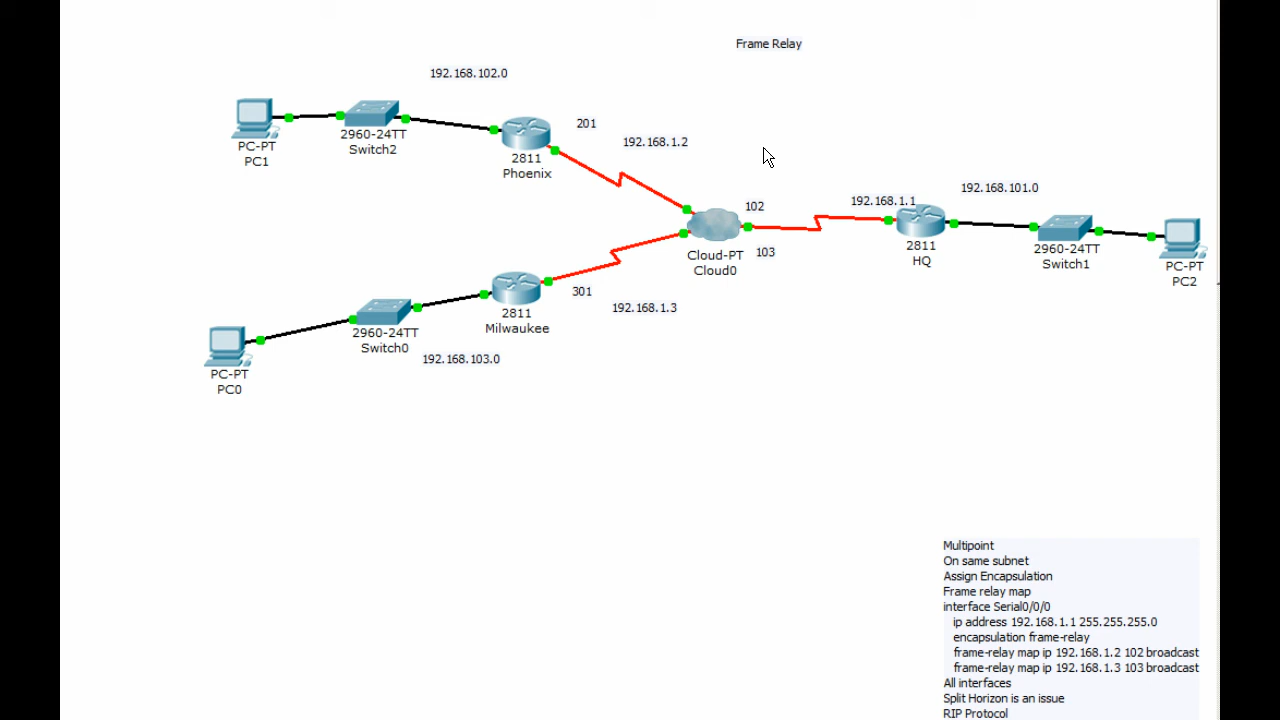 Frame Relay
192.168.102.0
PC-PT
PC1
2960-24TT
Switch2
2811
Phoenix
201
192.168.1.2
102
103
Cloud-PT
Cloud0
192.168.1.1
192.168.101.0
2811
HQ
2960-24TT
Switch1
PC-PT
PC2
301
192.168.1.3
2811
Milwaukee
2960-24TT
Switch0
192.168.103.0
PC-PT
PC0
Multipoint
On same subnet
Assign Encapsulation
Frame relay map
interface Serial0/0/0
ip address 192.168.1.1 255.255.255.0
encapsulation frame-relay
frame-relay map ip 192.168.1.2 102 broadcast
frame-relay map ip 192.168.1.3 103 broadcast
All interfaces
Split Horizon is an issue
RIP Protocol